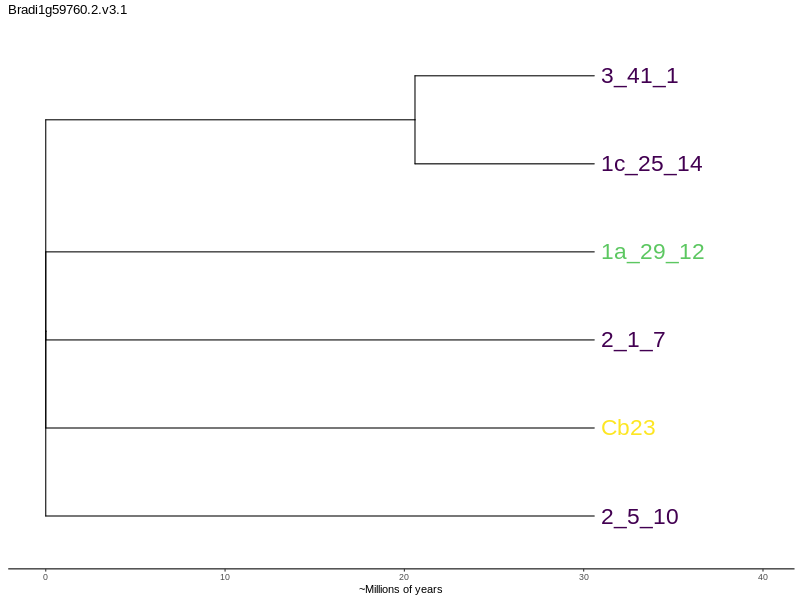 Bradi1g59760.2.v3.1
3_41_1
1c_25_14
1a_29_12
2_1_7
Cb23
2_5_10
0 10 20 30 40
~Millions of years